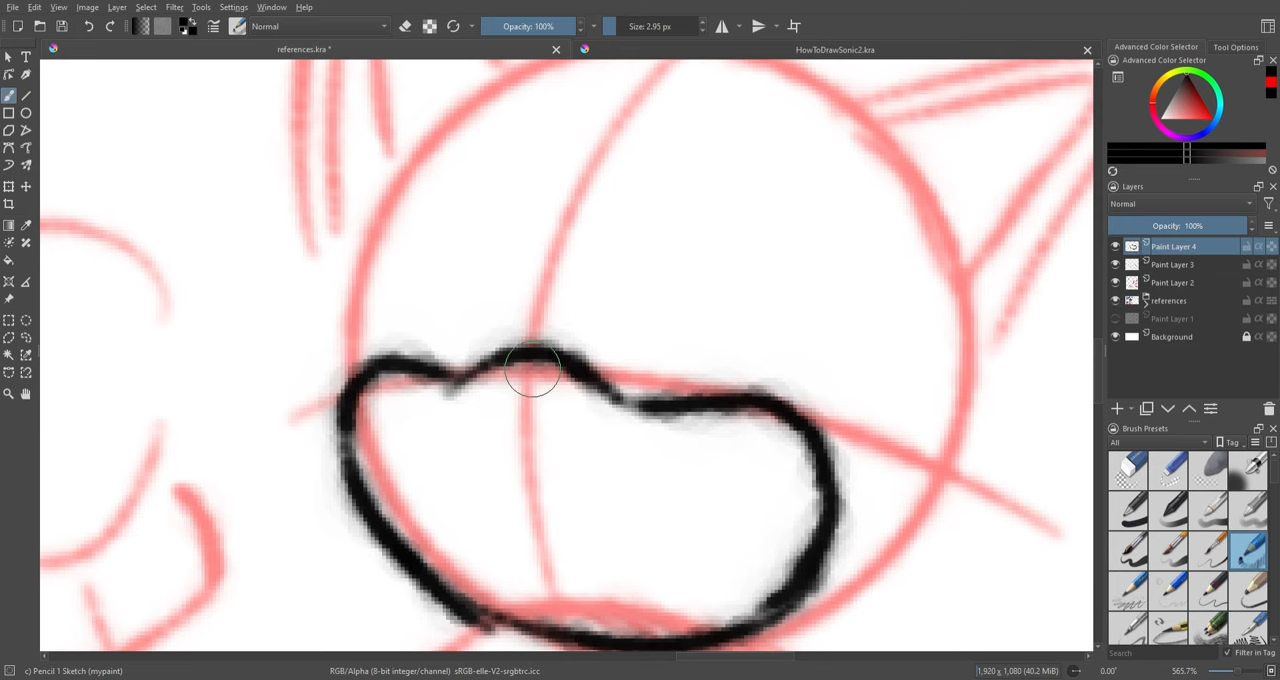 File Edit View Image Layer Select Filter Tools Settings Window Help
Normal Opacity: 100% Size: 2.95 px
references.kra * HowToDrawSonic2.kra
Advanced Color Selector Tool Options
Advanced Color Selector
Layers
Normal
Opacity: 100%
Paint Layer 4
Paint Layer 3
Paint Layer 2
references
Paint Layer 1
Background
Brush Presets
All Tag
Search Filter in Tag
c) Pencil 1 Sketch (mypaint) RGB/Alpha (8-bit integer/channel) sRGB-elle-V2-srgbtrc.icc 1,920 x 1,080 (40.2 MiB) 0.00° 565.7%